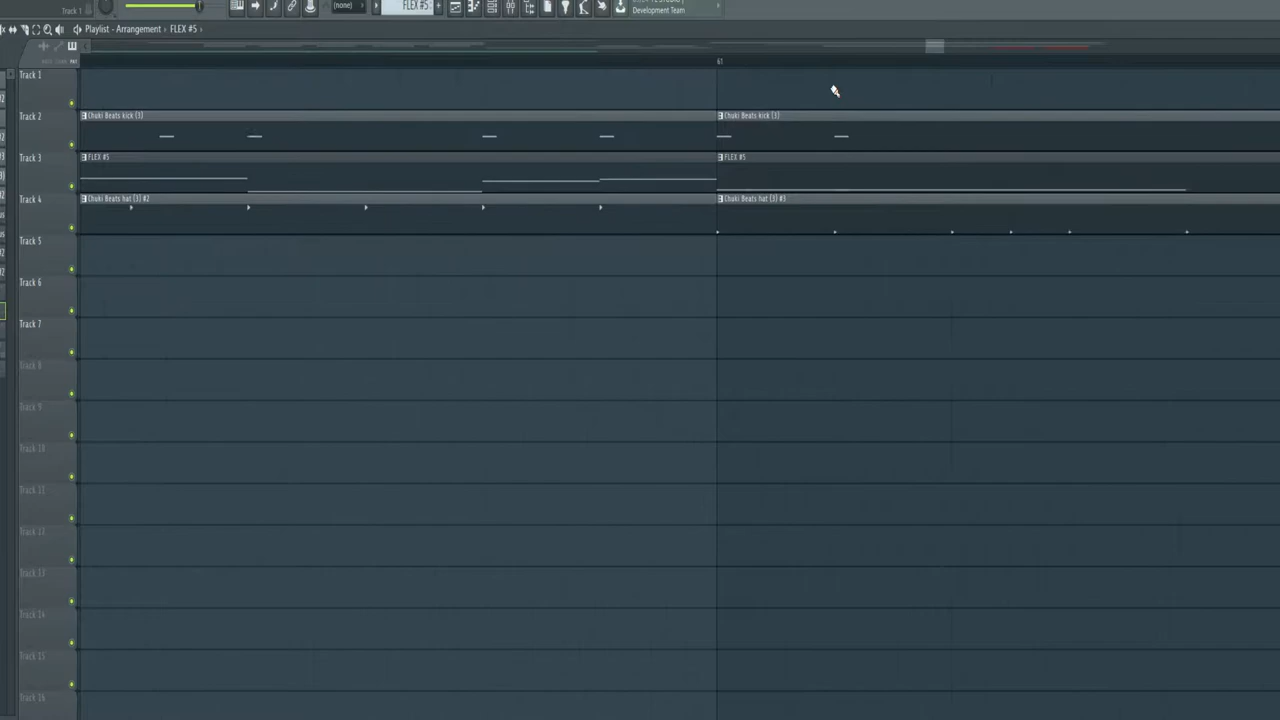 Track 1
(none)
FLEX #5
Development Team
Playlist - Arrangement › FLEX #5 ›
61
Track 1
Track 2
Chuki Beats kick (3)
Chuki Beats kick (3)
Track 3
FLEX #5
FLEX #5
Track 4
Chuki Beats hat (3) #2
Chuki Beats hat (3) #3
Track 5
Track 6
Track 7
Track 8
Track 9
Track 10
Track 11
Track 12
Track 13
Track 14
Track 15
Track 16